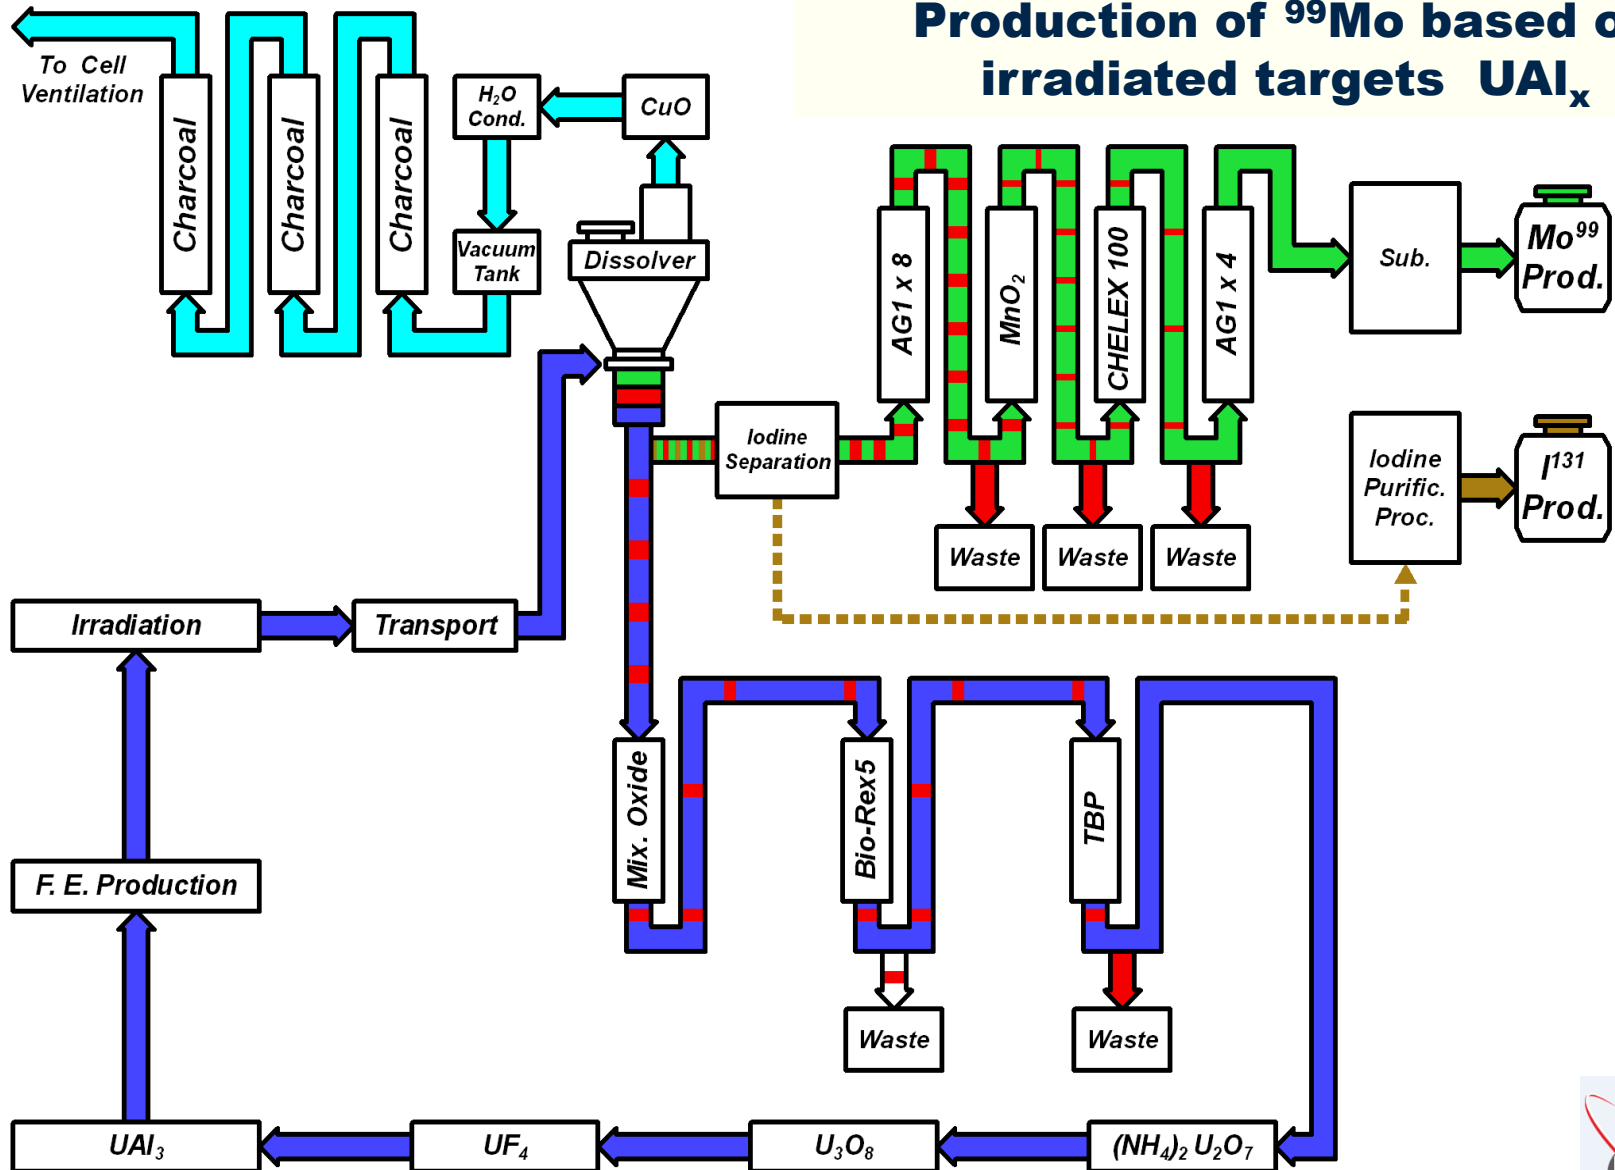 Production of ⁹⁹Mo based o
irradiated targets UAlₓ
To Cell
Ventilation
Charcoal
Charcoal
Charcoal
H₂O
Cond.
CuO
Vacuum
Tank
Dissolver
AG1 x 8
MnO₂
CHELEX 100
AG1 x 4
Sub.
Mo⁹⁹
Prod.
Iodine
Separation
Iodine
Purific.
Proc.
I¹³¹
Prod.
Waste
Waste
Waste
Irradiation
Transport
Mix. Oxide
Bio-Rex5
TBP
F. E. Production
Waste
Waste
UAl₃
UF₄
U₃O₈
(NH₄)₂ U₂O₇